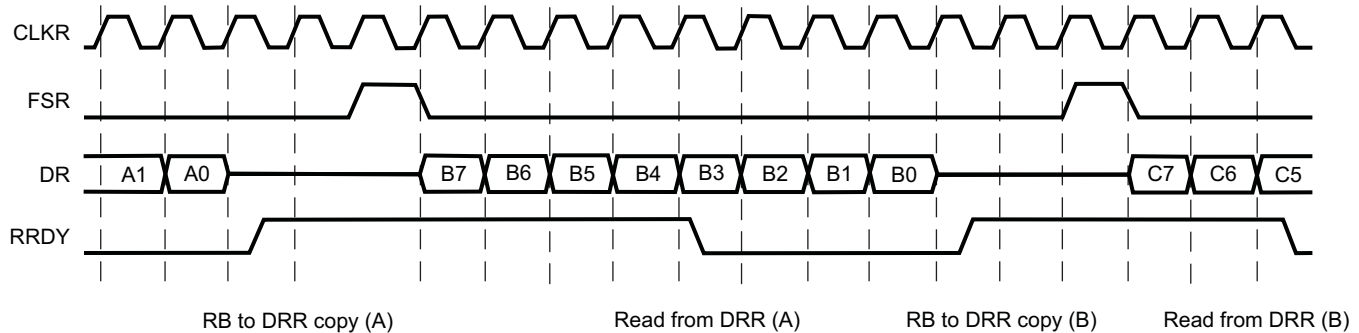 CLKR
FSR
DR A1 A0 B7 B6 B5 B4 B3 B2 B1 B0 C7 C6 C5
RRDY
RB to DRR copy (A) Read from DRR (A) RB to DRR copy (B) Read from DRR (B)